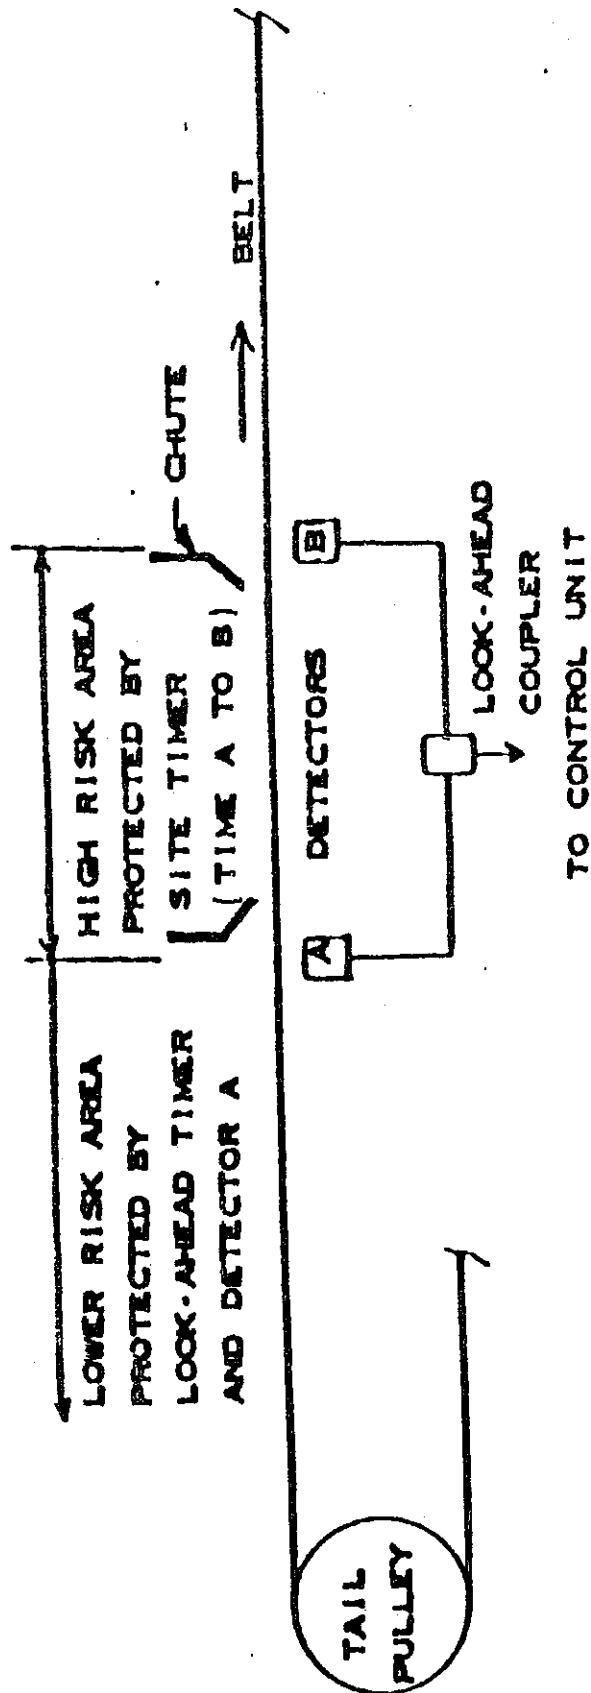 LOWER RISK AREA
PROTECTED BY
LOOK-AHEAD TIMER
AND DETECTOR A
HIGH RISK AREA
PROTECTED BY
SITE TIMER
(TIME A TO B)
CHUTE
BELT
TAIL
PULLEY
A
DETECTORS
B
LOOK-AHEAD
COUPLER
TO CONTROL UNIT